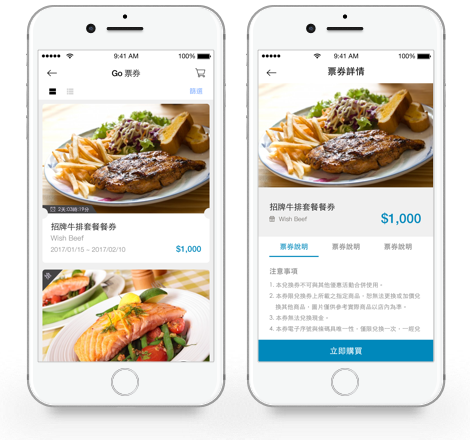 9:41 AM
100%
Go 票券
篩選
2天 03時 19分
招牌牛排套餐餐券
Wish Beef
2017/01/15 ~ 2017/02/10
$1,000
9:41 AM
100%
票券詳情
招牌牛排套餐餐券
Wish Beef
$1,000
票券說明
票券說明
票券說明
注意事項
1. 本兌換券不可與其他優惠活動合併使用。
2. 本券限兌換券上所載之指定商品，恕無法更換或加價兌
換其他商品，圖片僅供參考實際商品以店內為準。
3. 本券無法兌換現金。
4. 本券電子序號與條碼具唯一性，僅限兌換一次，一經兌
立即購買